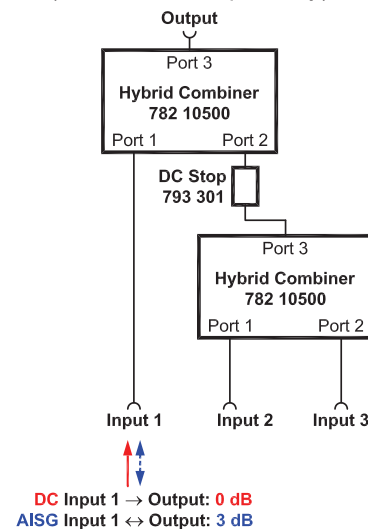 Output
Port 3
Hybrid Combiner
782 10500
Port 1 Port 2
DC Stop
793 301
Port 3
Hybrid Combiner
782 10500
Port 1 Port 2
Input 1 Input 2 Input 3
DC Input 1 → Output: 0 dB
AISG Input 1 ↔ Output: 3 dB